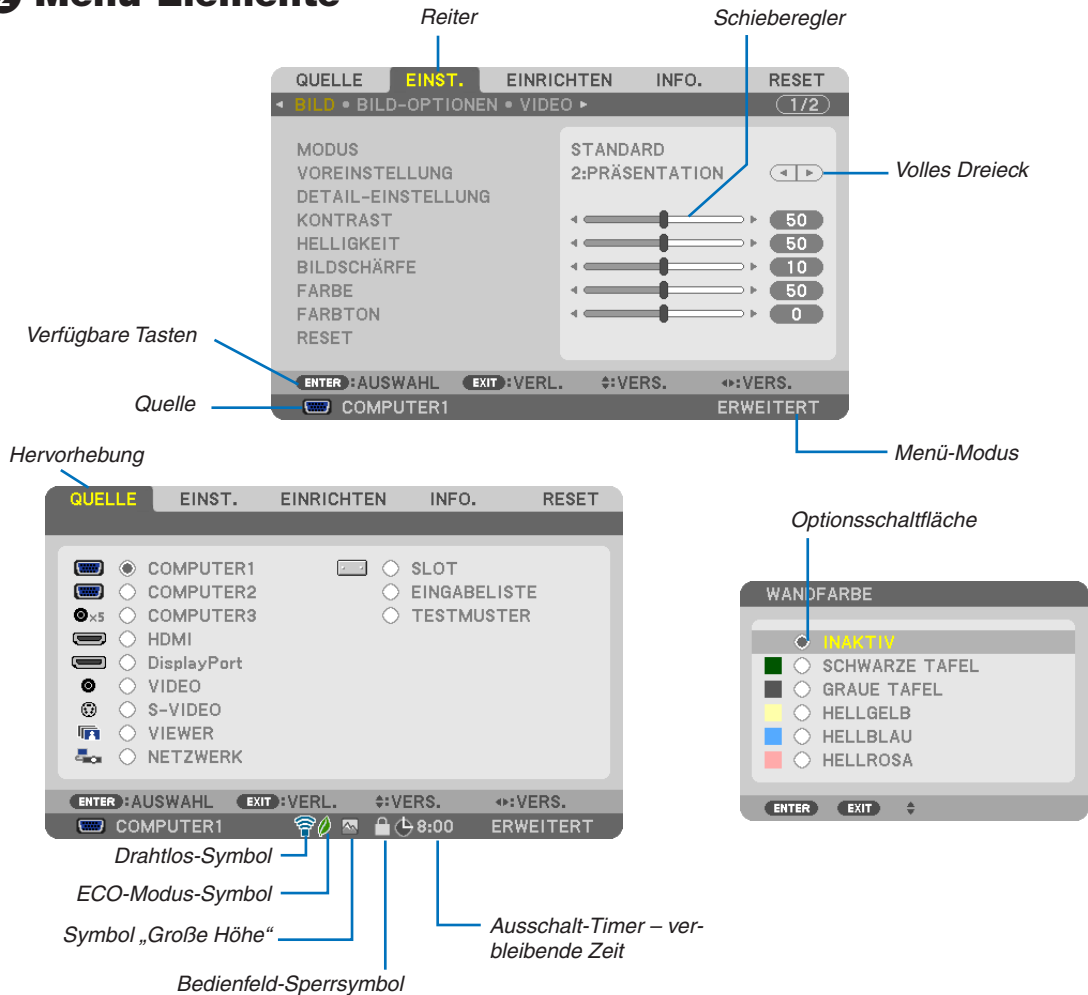 Menü-Elemente
Reiter
Schieberegler
QUELLE EINST. EINRICHTEN INFO. RESET
BILD • BILD-OPTIONEN • VIDEO
1/2
MODUS STANDARD
VOREINSTELLUNG 2:PRÄSENTATION
Volles Dreieck
DETAIL-EINSTELLUNG
KONTRAST 50
HELLIGKEIT 50
BILDSCHÄRFE 10
FARBE 50
FARBTON 0
RESET
Verfügbare Tasten
ENTER :AUSWAHL EXIT :VERL. :VERS. :VERS.
Quelle
COMPUTER1 ERWEITERT
Menü-Modus
Hervorhebung
QUELLE EINST. EINRICHTEN INFO. RESET
COMPUTER1
COMPUTER2
×5 COMPUTER3
HDMI
DisplayPort
VIDEO
S-VIDEO
VIEWER
NETZWERK
SLOT
EINGABELISTE
TESTMUSTER
ENTER :AUSWAHL EXIT :VERL. :VERS. :VERS.
COMPUTER1 8:00 ERWEITERT
Optionsschaltfläche
WANDFARBE
INAKTIV
SCHWARZE TAFEL
GRAUE TAFEL
HELLGELB
HELLBLAU
HELLROSA
ENTER EXIT
Drahtlos-Symbol
ECO-Modus-Symbol
Symbol „Große Höhe“
Bedienfeld-Sperrsymbol
Ausschalt-Timer – ver-
bleibende Zeit